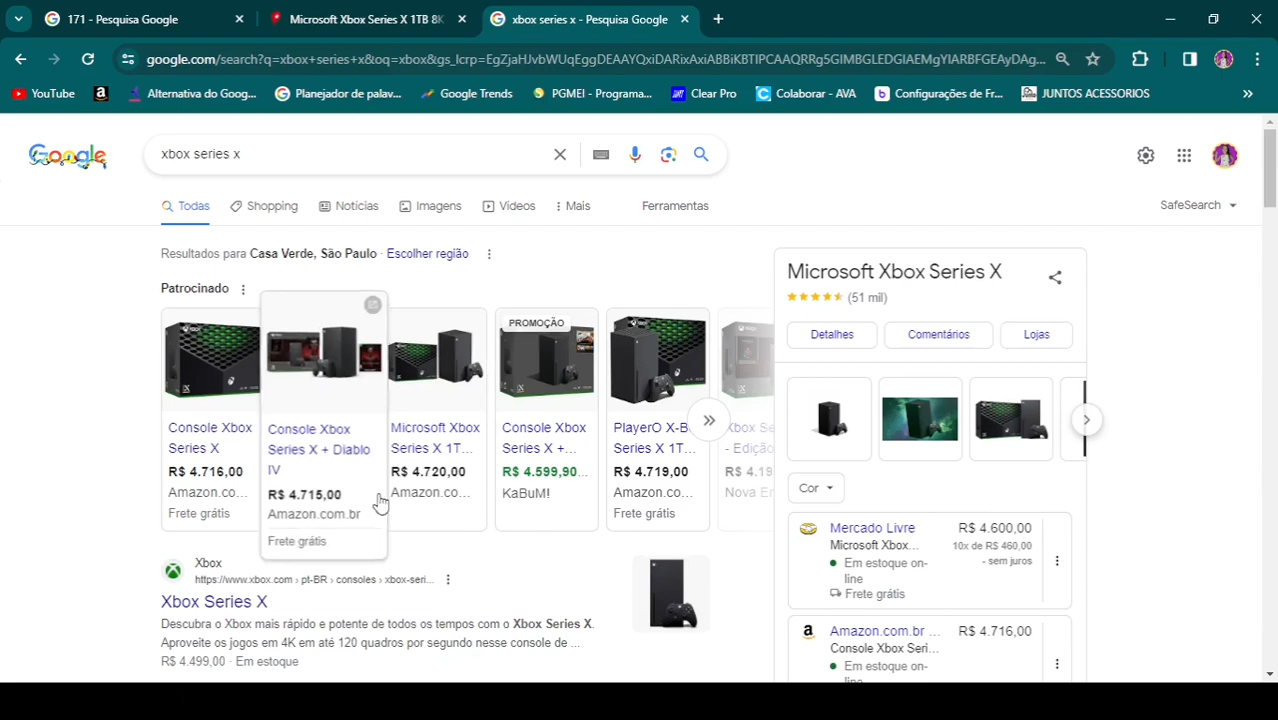 171 - Pesquisa Google
Microsoft Xbox Series X 1TB 8K
xbox series x - Pesquisa Google
google.com/search?q=xbox+series+x&oq=xbox&gs_lcrp=EgZjaHJvbWUqEggDEAAYQxiDARixAxiABBiKBTIPCAAQRRg5GIMBGLEDGIAEMgYIARBFGEAyDAg...
YouTube
Alternativa do Goog...
Planejador de palav...
Google Trends
PGMEI - Programa...
Clear Pro
Colaborar - AVA
Configurações de Fr...
JUNTOS ACESSORIOS
Google
xbox series x
Todas
Shopping
Notícias
Imagens
Vídeos
Mais
Ferramentas
SafeSearch
Resultados para Casa Verde, São Paulo · Escolher região
Patrocinado
Console Xbox
Series X
R$ 4.716,00
Amazon.co...
Frete grátis
Console Xbox
Series X + Diablo
IV
R$ 4.715,00
Amazon.com.br
Frete grátis
Microsoft Xbox
Series X 1T...
R$ 4.720,00
Amazon.co...
PROMOÇÃO
Console Xbox
Series X +...
R$ 4.599,90...
KaBuM!
PlayerO X-B
Series X 1T...
R$ 4.719,00
Frete grátis
Xbox Se
- Edição
R$ 4.19
Nova En
Xbox
https://www.xbox.com › pt-BR › consoles › xbox-seri...
Xbox Series X
Descubra o Xbox mais rápido e potente de todos os tempos com o Xbox Series X.
Aproveite os jogos em 4K em até 120 quadros por segundo nesse console de ...
R$ 4.499,00 · Em estoque
Microsoft Xbox Series X
(51 mil)
Detalhes
Comentários
Lojas
Cor
Mercado Livre
R$ 4.600,00
Microsoft Xbox...
10x de R$ 460,00
Em estoque on-
- sem juros
line
Frete grátis
Amazon.com.br ...
R$ 4.716,00
Console Xbox Seri...
Em estoque on-
line